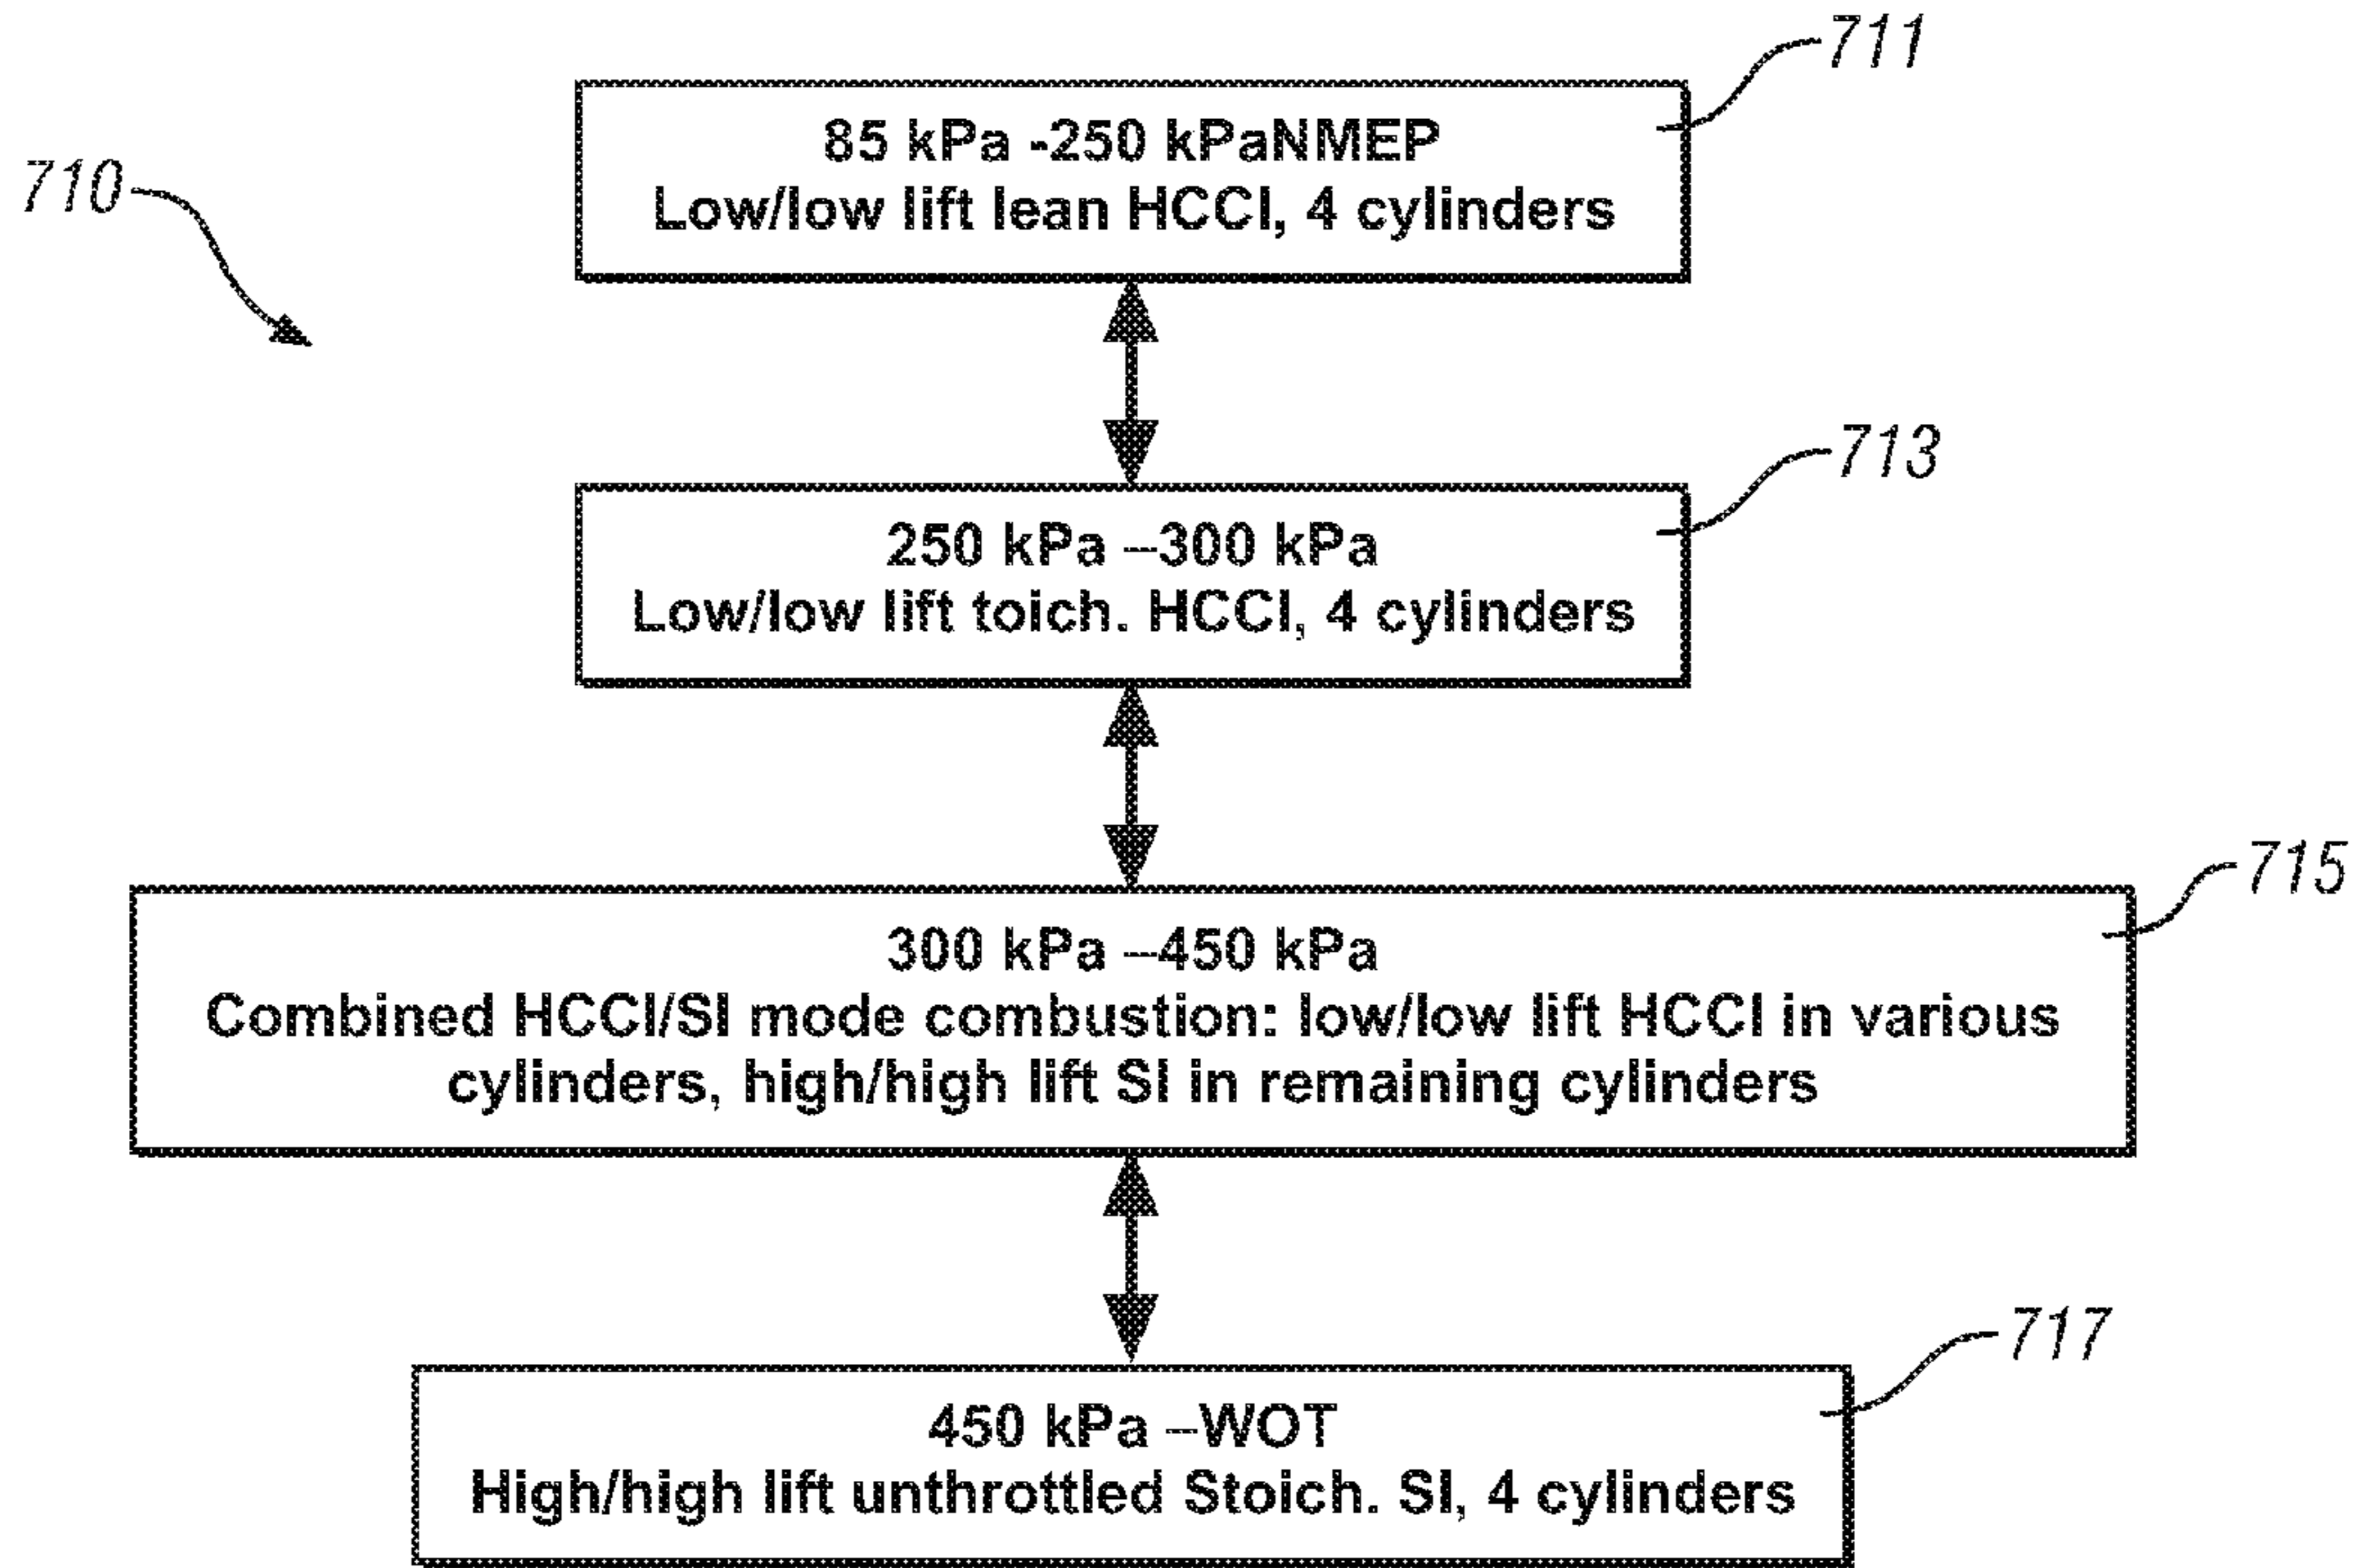 711
85 kPa -250 kPaNMEP
Low/low lift lean HCCI, 4 cylinders
710
713
250 kPa –300 kPa
Low/low lift toich. HCCI, 4 cylinders
715
300 kPa –450 kPa
Combined HCCI/SI mode combustion: low/low lift HCCI in various
cylinders, high/high lift SI in remaining cylinders
717
450 kPa –WOT
High/high lift unthrottled Stoich. SI, 4 cylinders